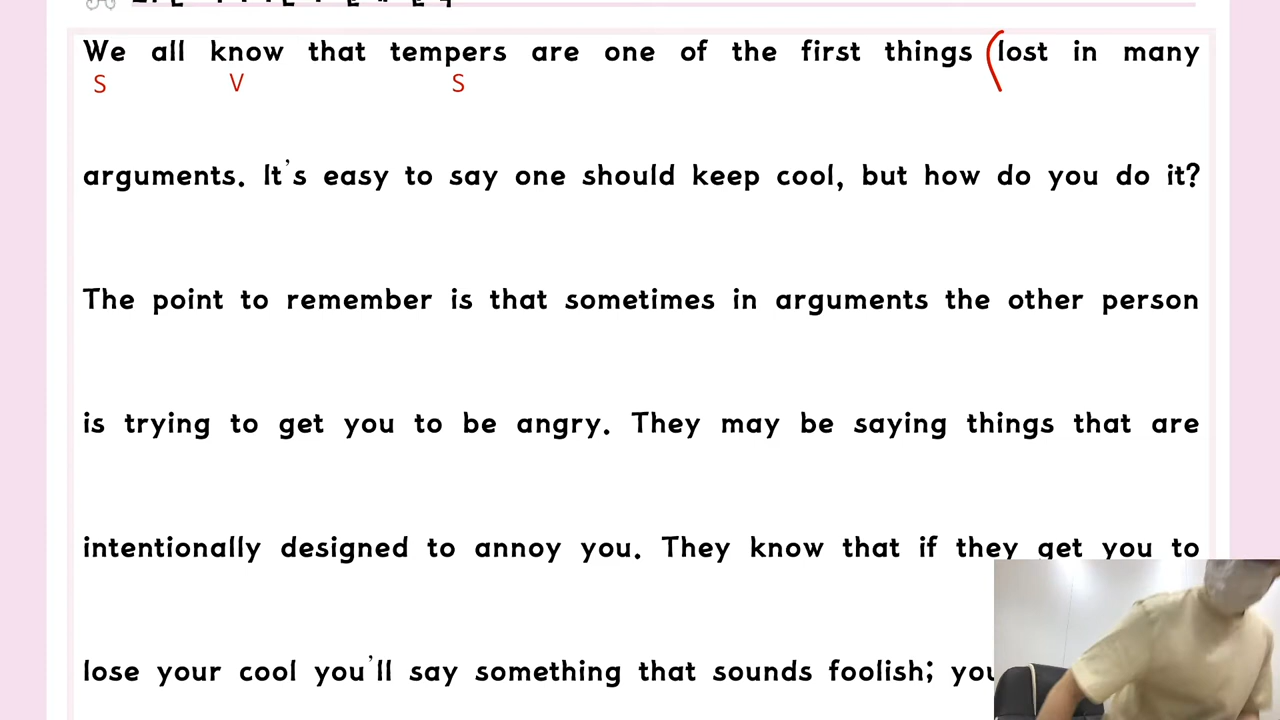 We all know that tempers are one of the first things (lost in many
S V S
arguments. It's easy to say one should keep cool, but how do you do it?
The point to remember is that sometimes in arguments the other person
is trying to get you to be angry. They may be saying things that are
intentionally designed to annoy you. They know that if they get you to
lose your cool you'll say something that sounds foolish;